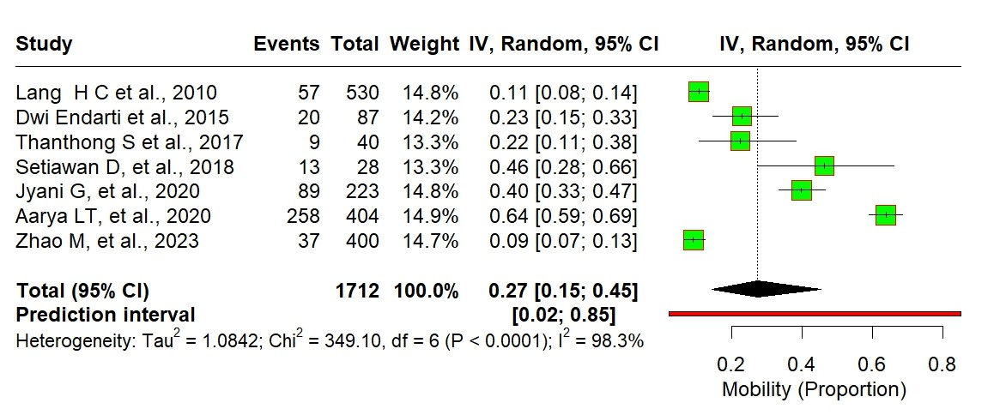 Study Events Total Weight IV, Random, 95% CI IV, Random, 95% CI
Lang H C et al., 2010 57 530 14.8% 0.11 [0.08; 0.14]
Dwi Endarti et al., 2015 20 87 14.2% 0.23 [0.15; 0.33]
Thanthong S et al., 2017 9 40 13.3% 0.22 [0.11; 0.38]
Setiawan D, et al., 2018 13 28 13.3% 0.46 [0.28; 0.66]
Jyani G, et al., 2020 89 223 14.8% 0.40 [0.33; 0.47]
Aarya LT, et al., 2020 258 404 14.9% 0.64 [0.59; 0.69]
Zhao M, et al., 2023 37 400 14.7% 0.09 [0.07; 0.13]
Total (95% CI) 1712 100.0% 0.27 [0.15; 0.45]
Prediction interval [0.02; 0.85]
Heterogeneity: Tau² = 1.0842; Chi² = 349.10, df = 6 (P < 0.0001); I² = 98.3%
0.2 0.4 0.6 0.8
Mobility (Proportion)